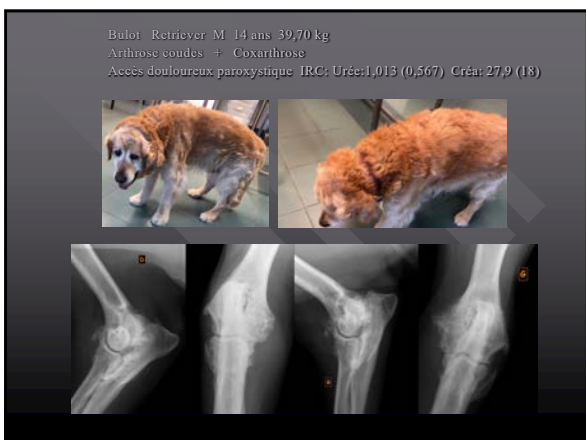 Bulot Retriever M 14 ans 39,70 kg
Arthrose coudes + Coxarthrose
Accès douloureux paroxystique IRC: Urée:1,013 (0,567) Créa: 27,9 (18)
G